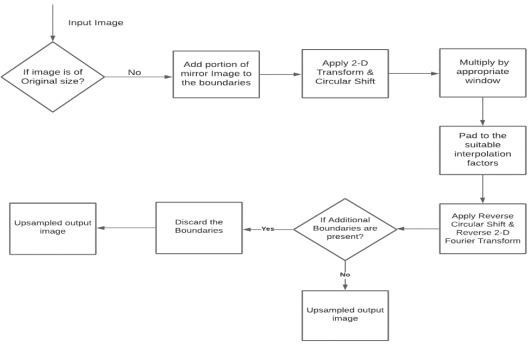 Input Image
If image is of
Original size?
No
Add portion of
mirror Image to
the boundaries
Apply 2-D
Transform &
Circular Shift
Multiply by
appropriate
window
Pad to the
suitable
interpolation
factors
Apply Reverse
Circular Shift &
Reverse 2-D
Fourier Transform
If Additional
Boundaries are
present?
Yes
Discard the
Boundaries
Upsampled output
image
No
Upsampled output
image